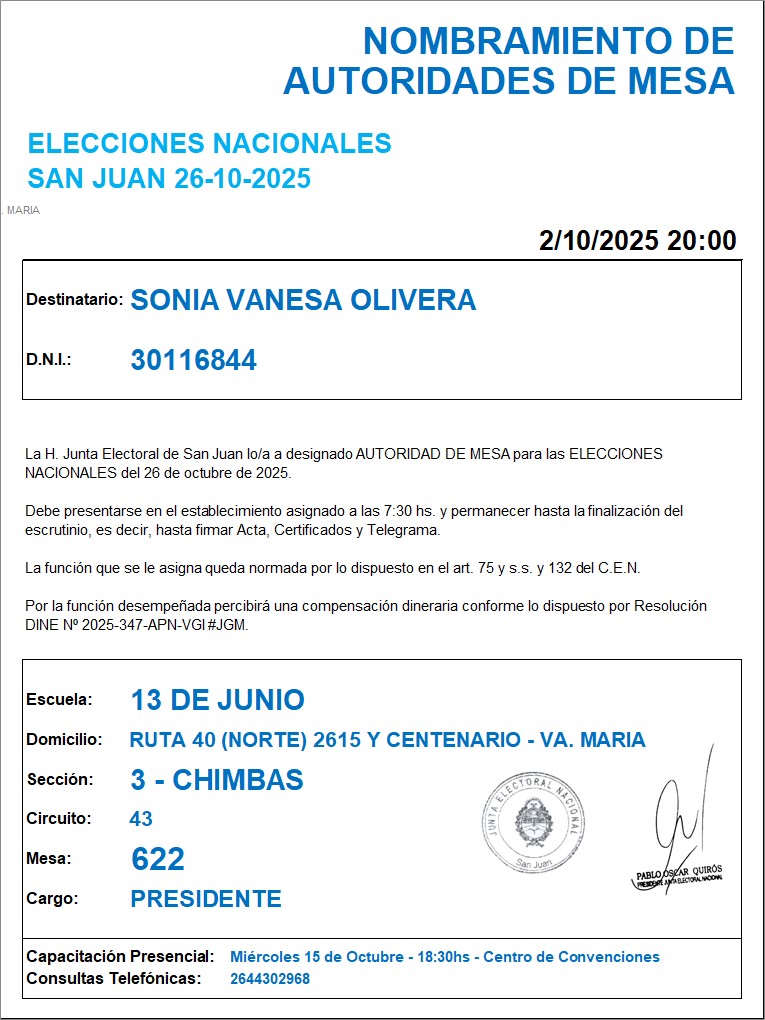 NOMBRAMIENTO DE
AUTORIDADES DE MESA
ELECCIONES NACIONALES
SAN JUAN 26-10-2025
. MARIA
2/10/2025 20:00
Destinatario: SONIA VANESA OLIVERA
D.N.I.: 30116844
La H. Junta Electoral de San Juan lo/a a designado AUTORIDAD DE MESA para las ELECCIONES
NACIONALES del 26 de octubre de 2025.
Debe presentarse en el establecimiento asignado a las 7:30 hs. y permanecer hasta la finalización del
escrutinio, es decir, hasta firmar Acta, Certificados y Telegrama.
La función que se le asigna queda normada por lo dispuesto en el art. 75 y s.s. y 132 del C.E.N.
Por la función desempeñada percibirá una compensación dineraria conforme lo dispuesto por Resolución
DINE Nº 2025-347-APN-VGI#JGM.
Escuela: 13 DE JUNIO
Domicilio: RUTA 40 (NORTE) 2615 Y CENTENARIO - VA. MARIA
Sección: 3 - CHIMBAS
Circuito: 43
Mesa: 622
Cargo: PRESIDENTE
JUNTA ELECTORAL NACIONAL
San Juan
PABLO OSCAR QUIRÓS
PRESIDENTE JUNTA ELECTORAL NACIONAL
Capacitación Presencial: Miércoles 15 de Octubre - 18:30hs - Centro de Convenciones
Consultas Telefónicas: 2644302968